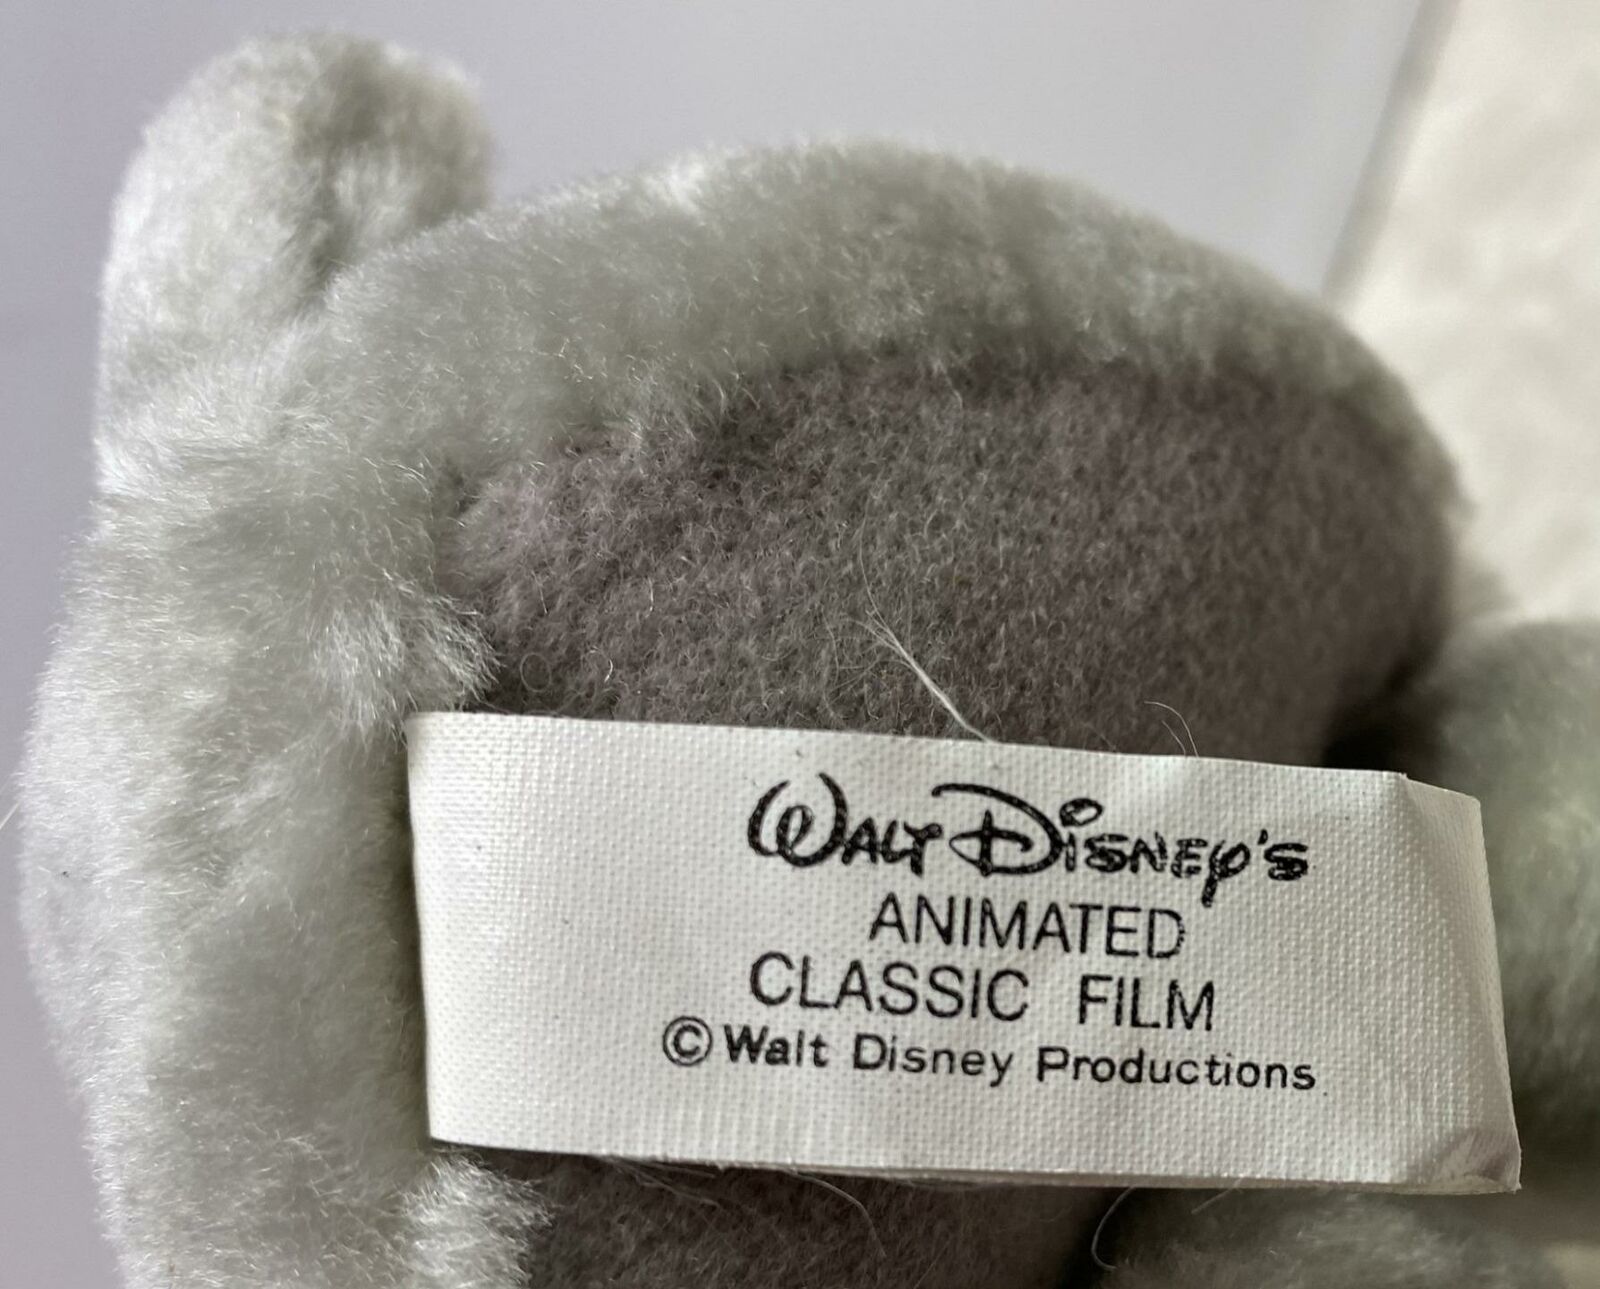 Walt Disney's
ANIMATED
CLASSIC FILM
©Walt Disney Productions